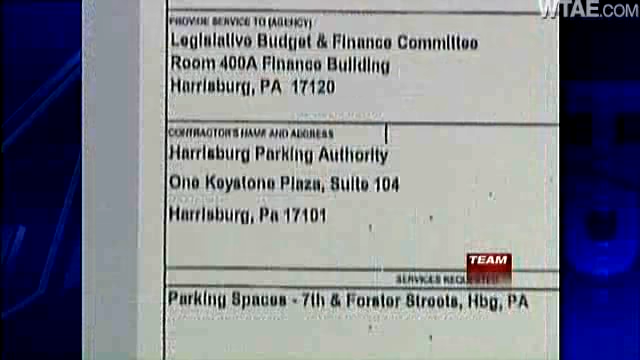 WTAE.COM
PROVIDE SERVICE TO (AGENCY)
Legislative Budget & Finance Committee
Room 400A Finance Building
Harrisburg, PA 17120
CONTRACTOR'S NAME AND ADDRESS
Harrisburg Parking Authority
One Keystone Plaza, Suite 104
Harrisburg, Pa 17101
TEAM
SERVICES REQUESTED
Parking Spaces - 7th & Forster Streets, Hbg, PA